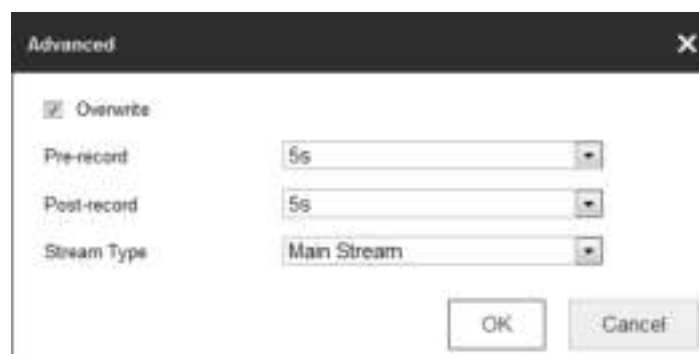 Advanced
Overwrite
Pre-record 5s
Post-record 5s
Stream Type Main Stream
OK Cancel